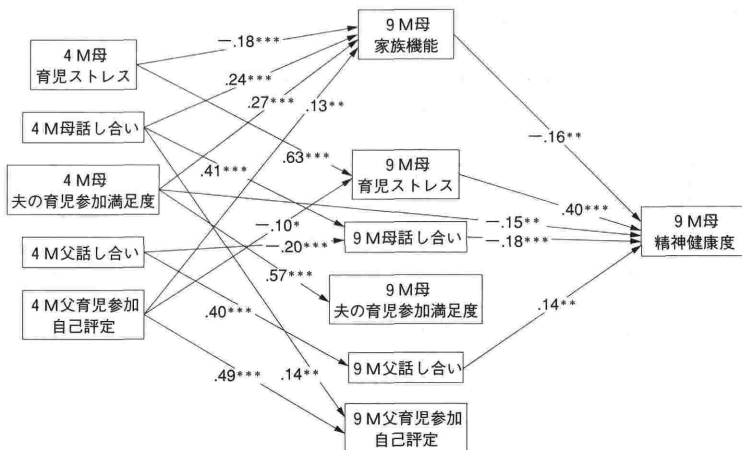 4M母
育児ストレス
4M母話し合い
4M母
夫の育児参加満足度
4M父話し合い
4M父育児参加
自己評定
9M母
家族機能
9M母
育児ストレス
9M母話し合い
9M母
夫の育児参加満足度
9M父話し合い
9M父育児参加
自己評定
9M母
精神健康度
—.18***
.24***
.27***
.13**
.63***
.41***
—.10*
—.20***
.57***
.40***
.49***
.14**
—.16**
.40***
—.15**
—.18***
.14**